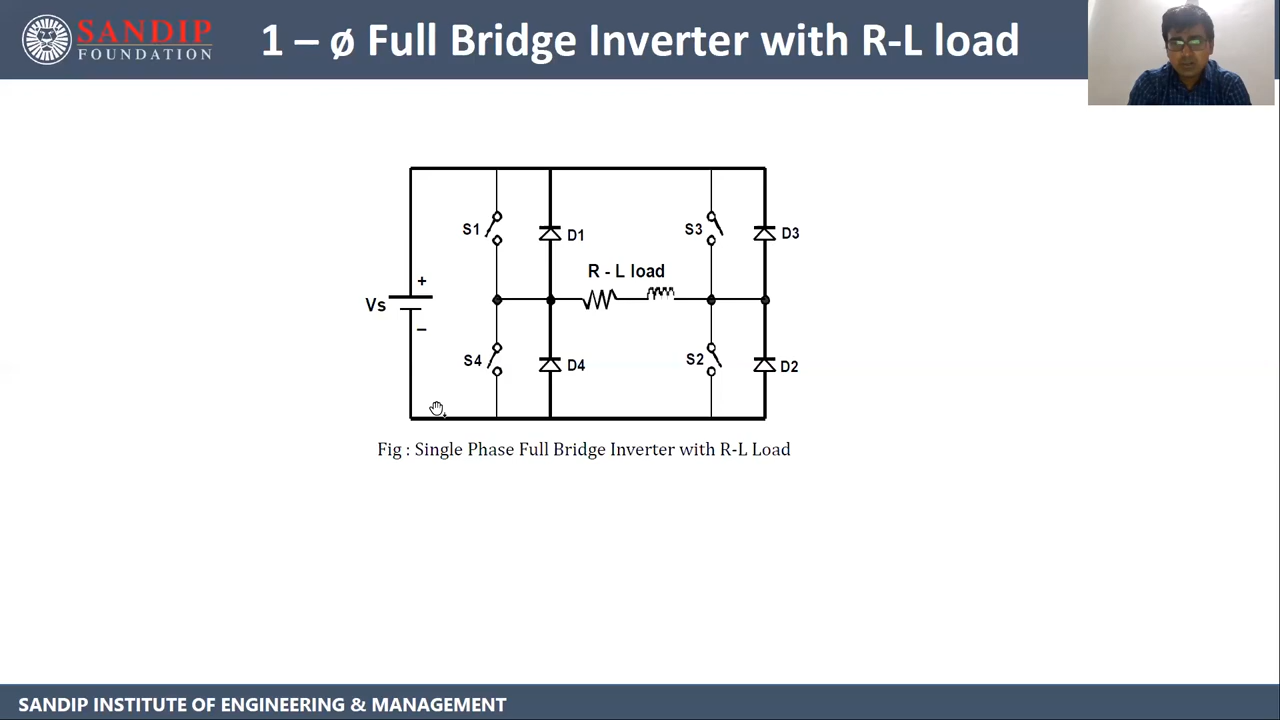 SANDIP
FOUNDATION
1 – ø Full Bridge Inverter with R-L load
S1
D1
S3
D3
R - L load
+
Vs
–
S4
D4
S2
D2
Fig : Single Phase Full Bridge Inverter with R-L Load
SANDIP INSTITUTE OF ENGINEERING & MANAGEMENT